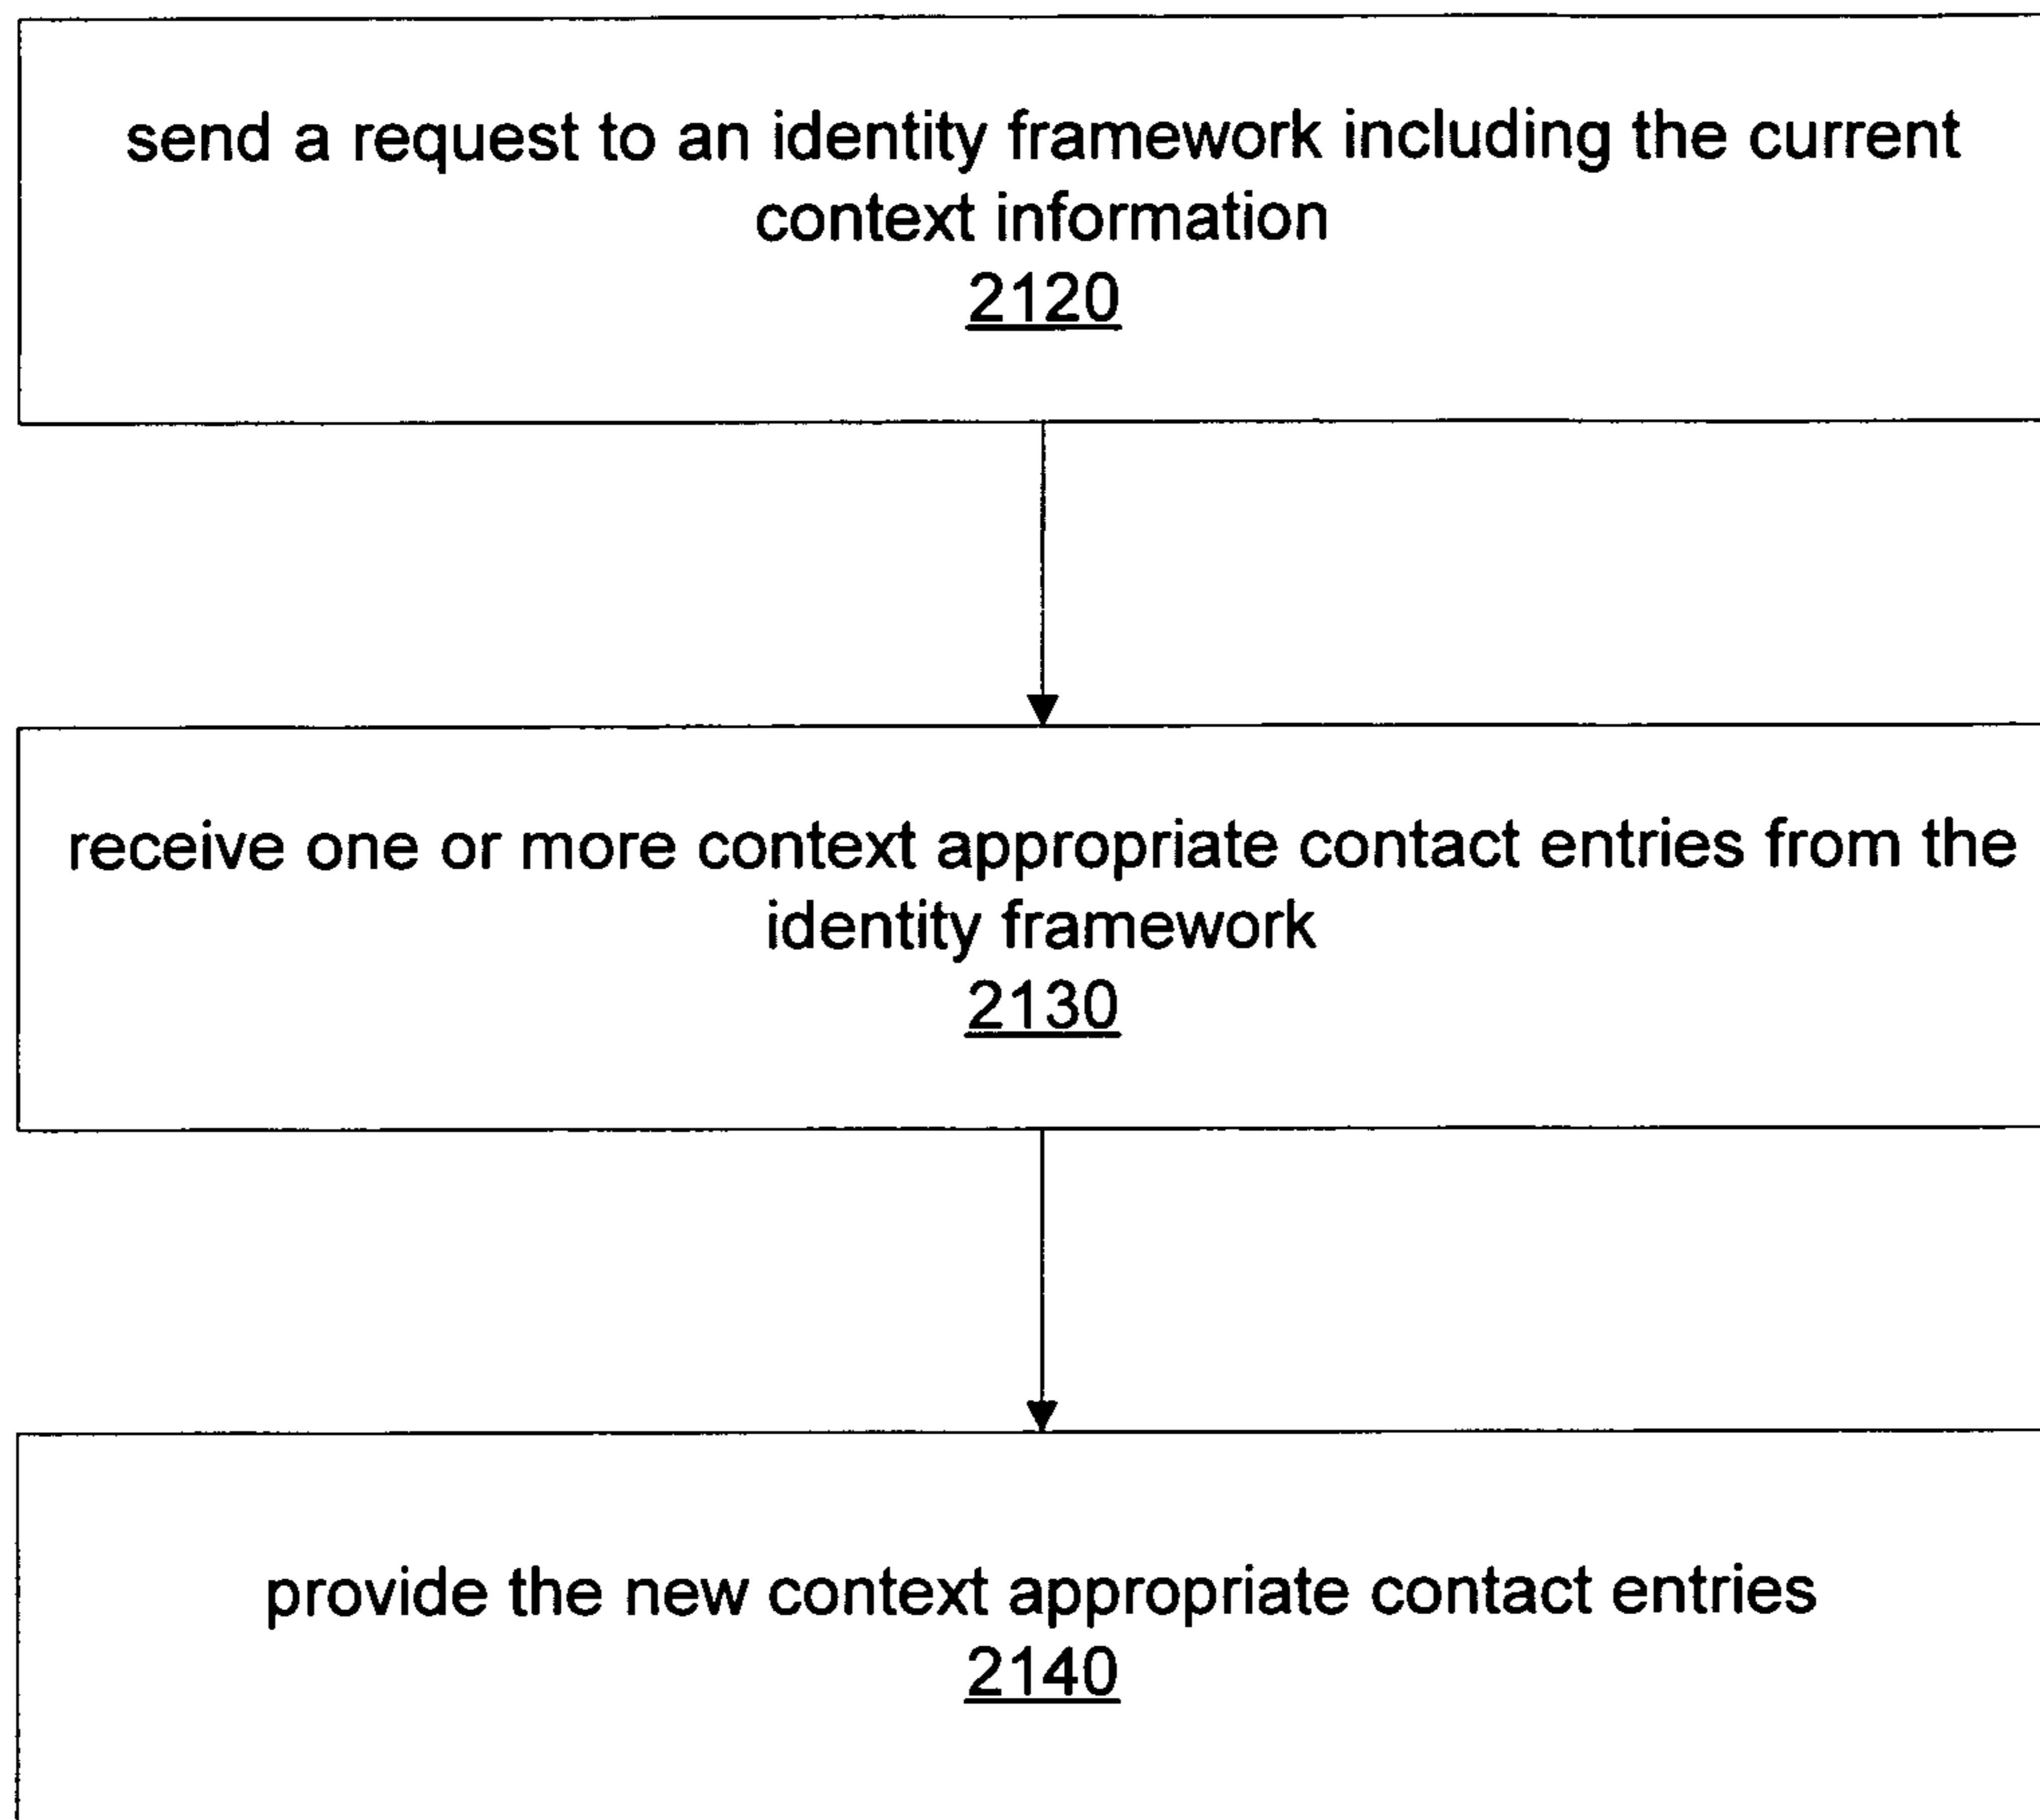 send a request to an identity framework including the current
context information
2120
receive one or more context appropriate contact entries from the
identity framework
2130
provide the new context appropriate contact entries
2140